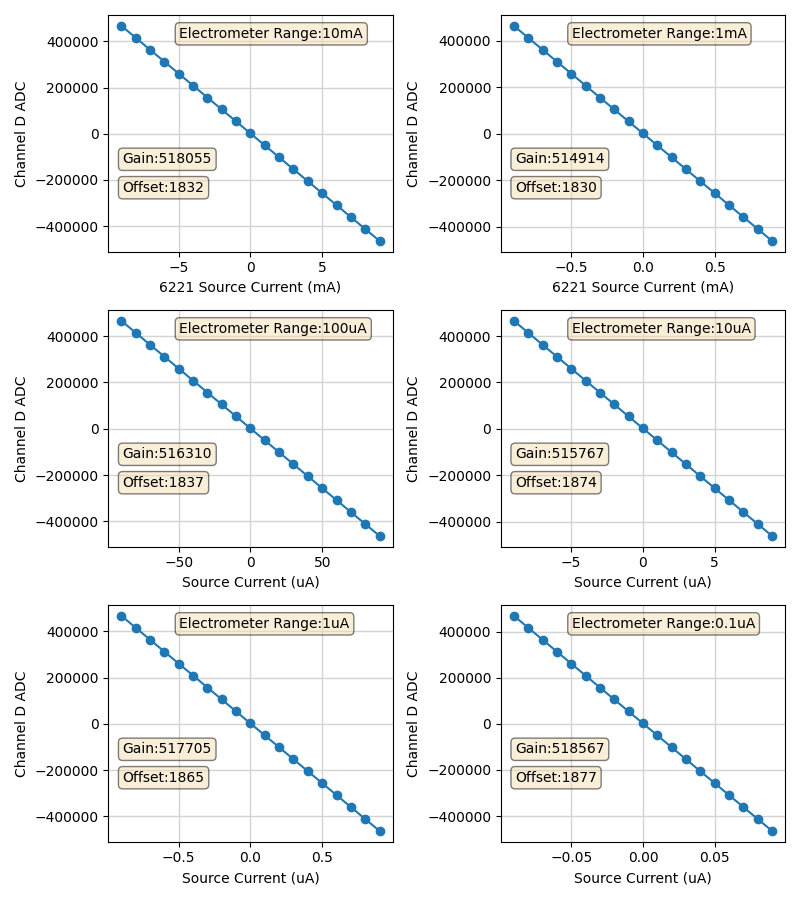 Electrometer Range:10mA
Channel D ADC
400000
200000
0
−200000
−400000
Gain:518055
Offset:1832
−5
0
5
6221 Source Current (mA)
Electrometer Range:1mA
Channel D ADC
400000
200000
0
−200000
−400000
Gain:514914
Offset:1830
−0.5
0.0
0.5
6221 Source Current (mA)
Electrometer Range:100uA
Channel D ADC
400000
200000
0
−200000
−400000
Gain:516310
Offset:1837
−50
0
50
Source Current (uA)
Electrometer Range:10uA
Channel D ADC
400000
200000
0
−200000
−400000
Gain:515767
Offset:1874
−5
0
5
Source Current (uA)
Electrometer Range:1uA
Channel D ADC
400000
200000
0
−200000
−400000
Gain:517705
Offset:1865
−0.5
0.0
0.5
Source Current (uA)
Electrometer Range:0.1uA
Channel D ADC
400000
200000
0
−200000
−400000
Gain:518567
Offset:1877
−0.05
0.00
0.05
Source Current (uA)